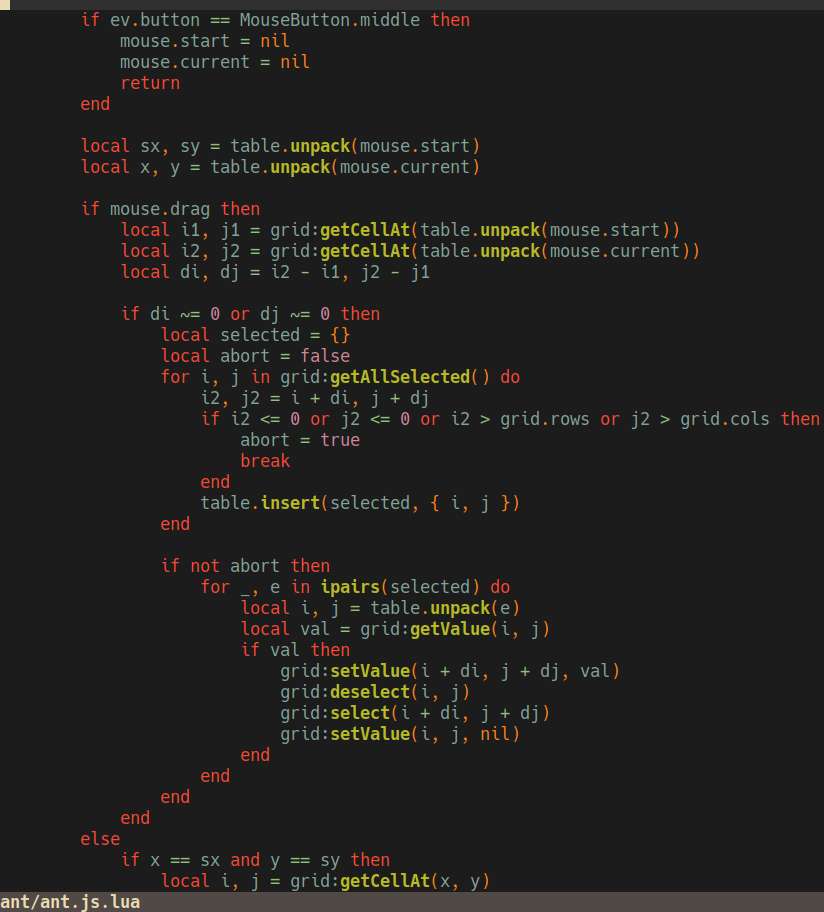 if ev.button == MouseButton.middle then
mouse.start = nil
mouse.current = nil
return
end
local sx, sy = table.unpack(mouse.start)
local x, y = table.unpack(mouse.current)
if mouse.drag then
local i1, j1 = grid:getCellAt(table.unpack(mouse.start))
local i2, j2 = grid:getCellAt(table.unpack(mouse.current))
local di, dj = i2 - i1, j2 - j1
if di ~= 0 or dj ~= 0 then
local selected = {}
local abort = false
for i, j in grid:getAllSelected() do
i2, j2 = i + di, j + dj
if i2 <= 0 or j2 <= 0 or i2 > grid.rows or j2 > grid.cols then
abort = true
break
end
table.insert(selected, { i, j })
end
if not abort then
for _, e in ipairs(selected) do
local i, j = table.unpack(e)
local val = grid:getValue(i, j)
if val then
grid:setValue(i + di, j + dj, val)
grid:deselect(i, j)
grid:select(i + di, j + dj)
grid:setValue(i, j, nil)
end
end
end
end
else
if x == sx and y == sy then
local i, j = grid:getCellAt(x, y)
ant/ant.js.lua